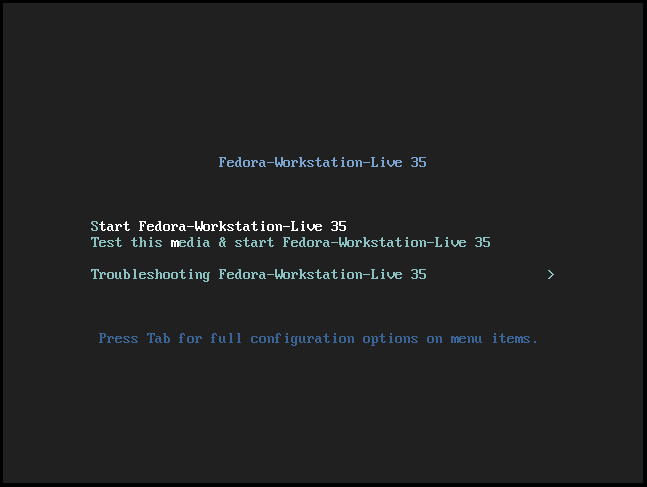 Fedora-Workstation-Live 35
Start Fedora-Workstation-Live 35
Test this media & start Fedora-Workstation-Live 35
Troubleshooting Fedora-Workstation-Live 35 >
Press Tab for full configuration options on menu items.